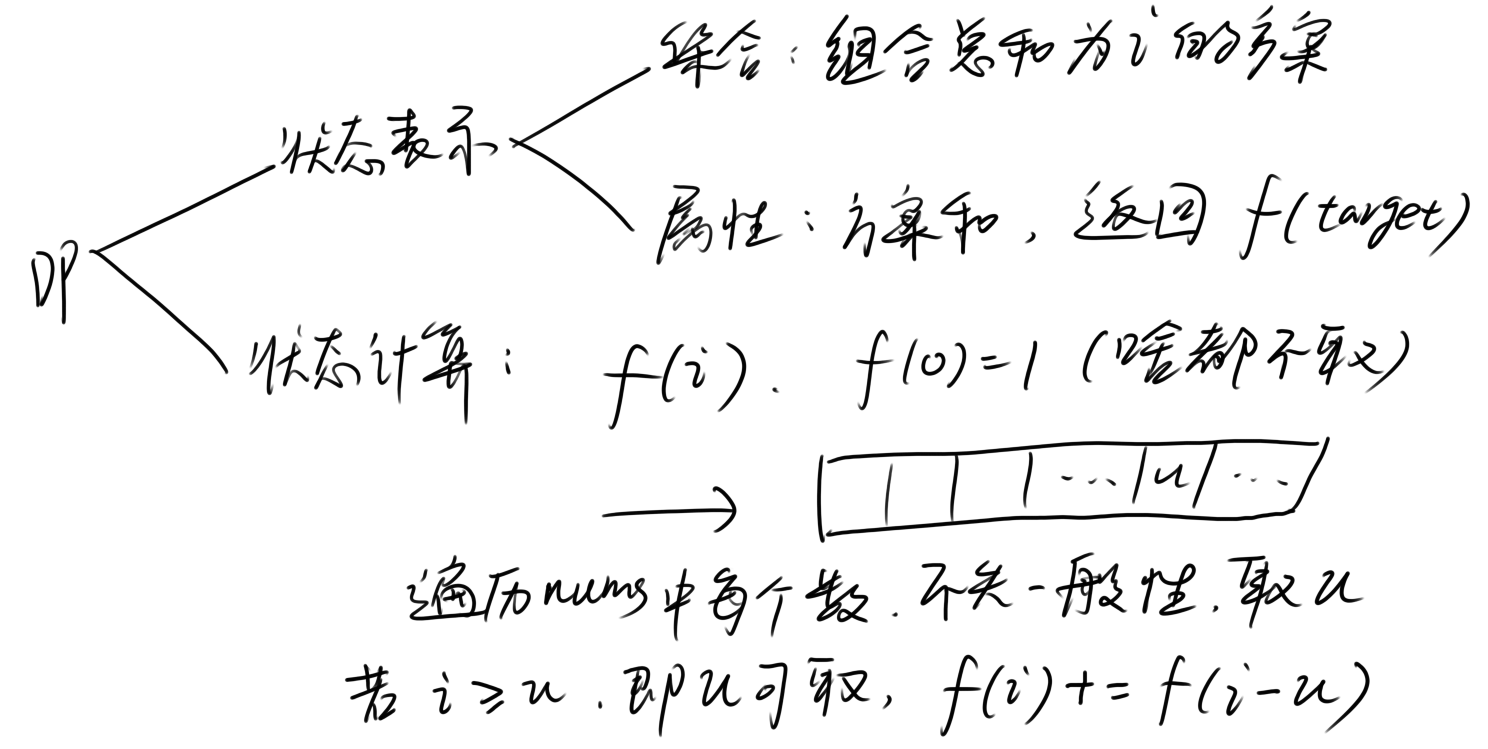 综合:组合总和为i的方案
状态表示
属性:方案和,返回 f(target)
DP
状态计算: f(i). f(0)=1 (啥都不取)
... u ...
遍历nums中每个数.不失一般性.取u
若 i≥u.即u可取, f(i)+=f(i-u)